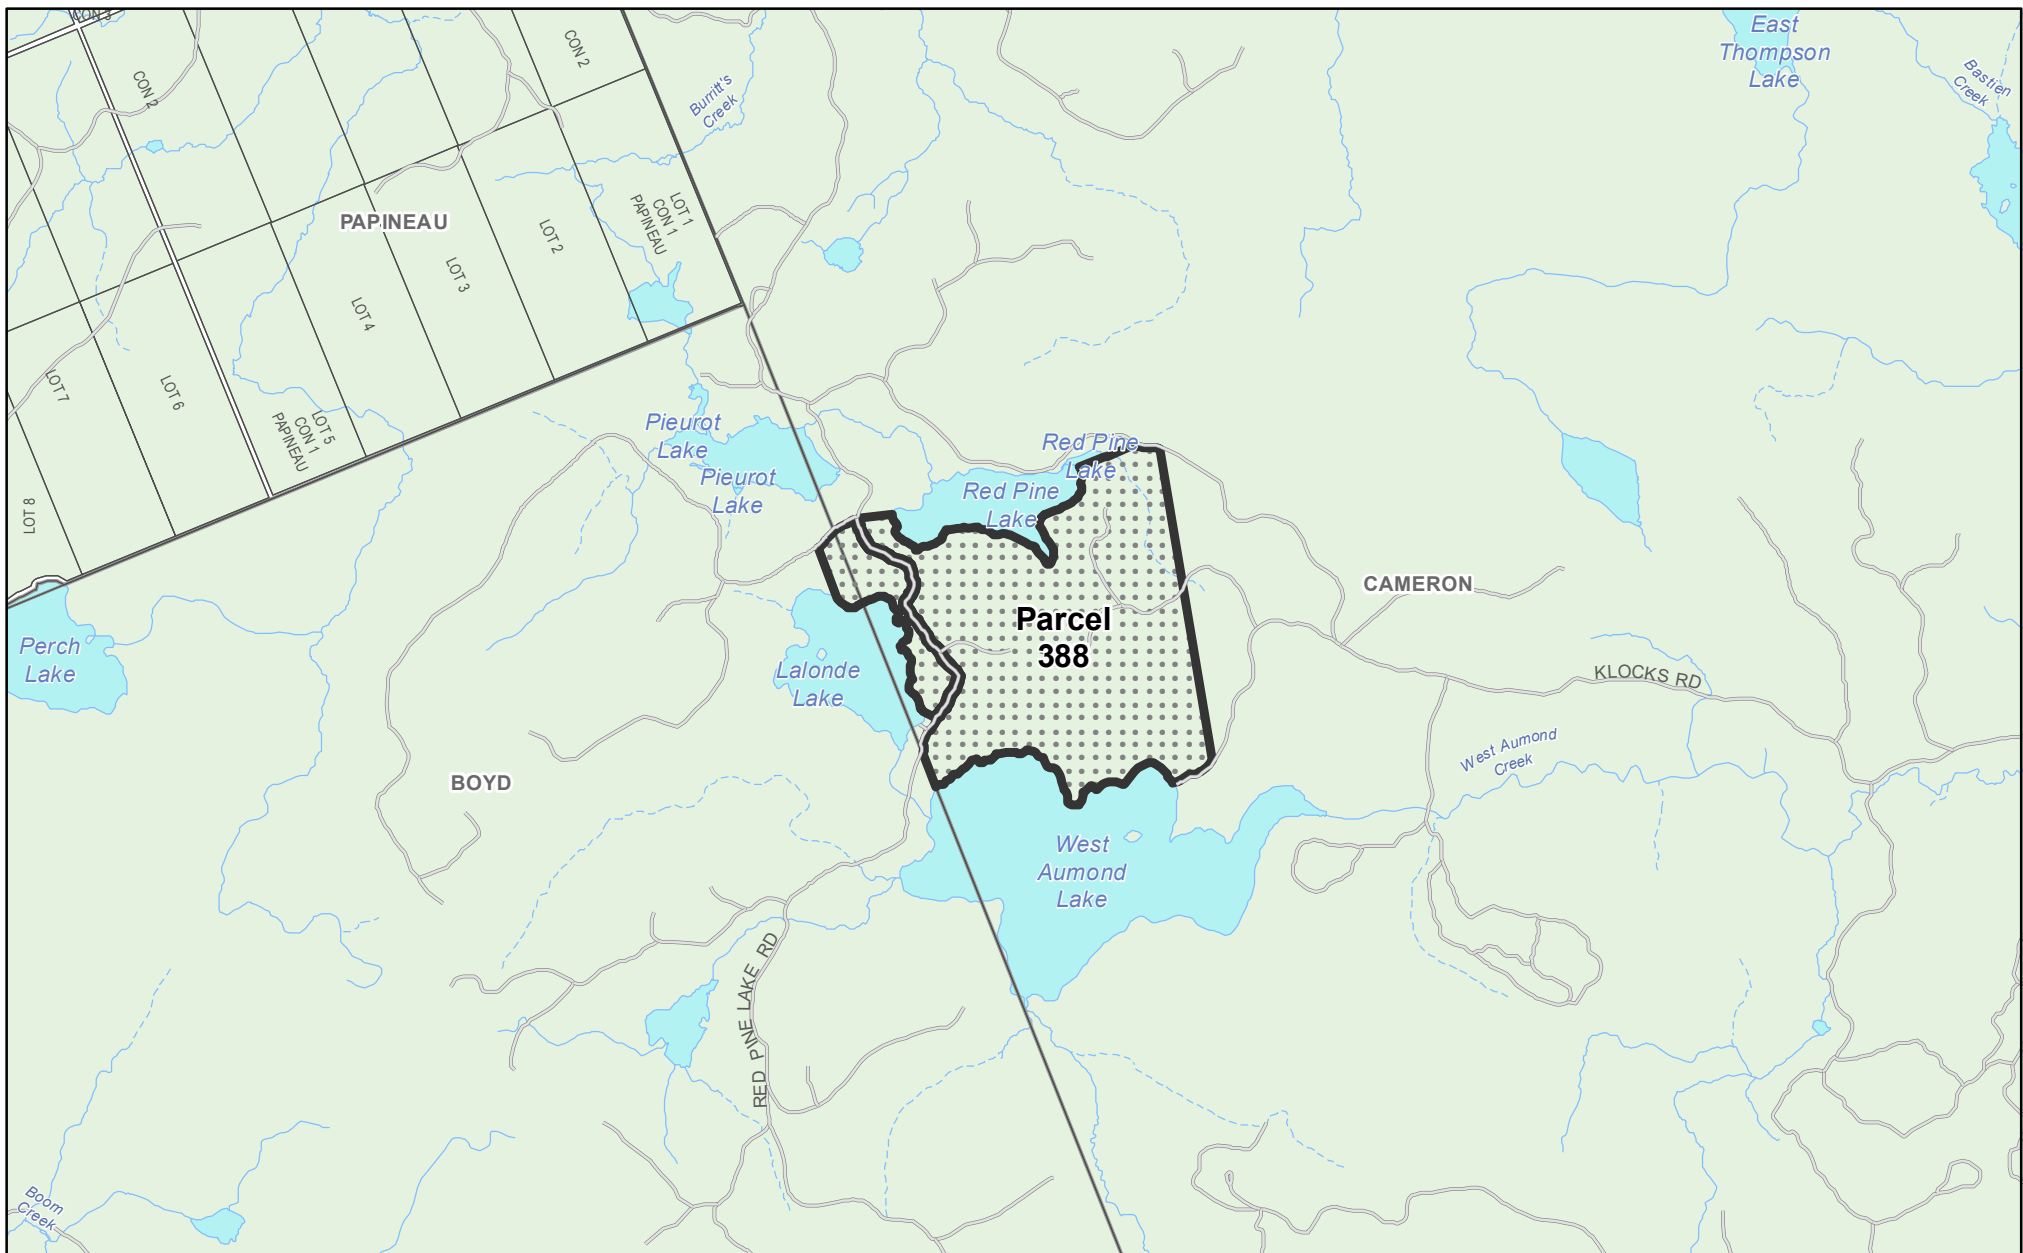 CON 3
East
Thompson
Lake
CON 2
CON 2
Burritt's
Creek
Bastien
Creek
PAPINEAU
LOT 1
CON 1
PAPINEAU
LOT 2
LOT 3
LOT 4
LOT 7
LOT 6
LOT 5
CON 1
PAPINEAU
LOT 8
Pieurot
Lake
Pieurot
Lake
Red Pine
Lake
Red Pine
Lake
CAMERON
Parcel
388
Perch
Lake
Lalonde
Lake
KLOCKS RD
West Aumond
Creek
BOYD
West
Aumond
Lake
RED PINE LAKE RD
Boom
Creek